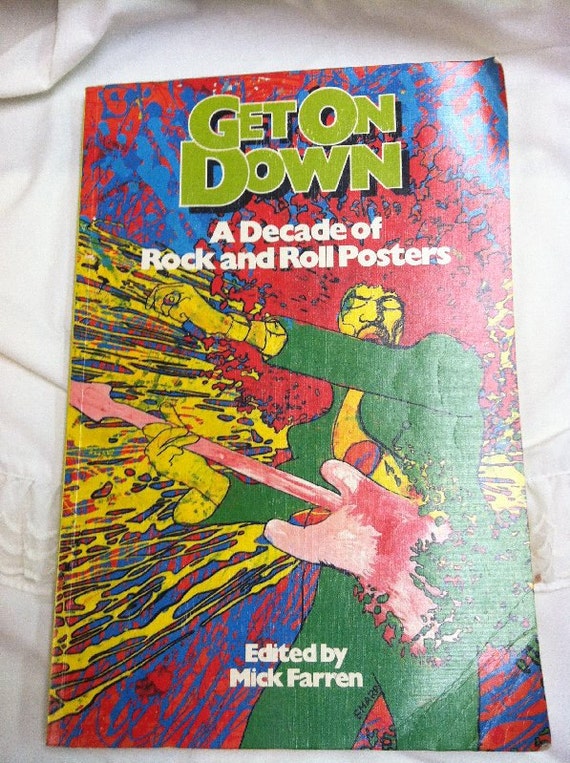 GET ON
DOWN
A Decade of
Rock and Roll Posters
Edited by
Mick Farren